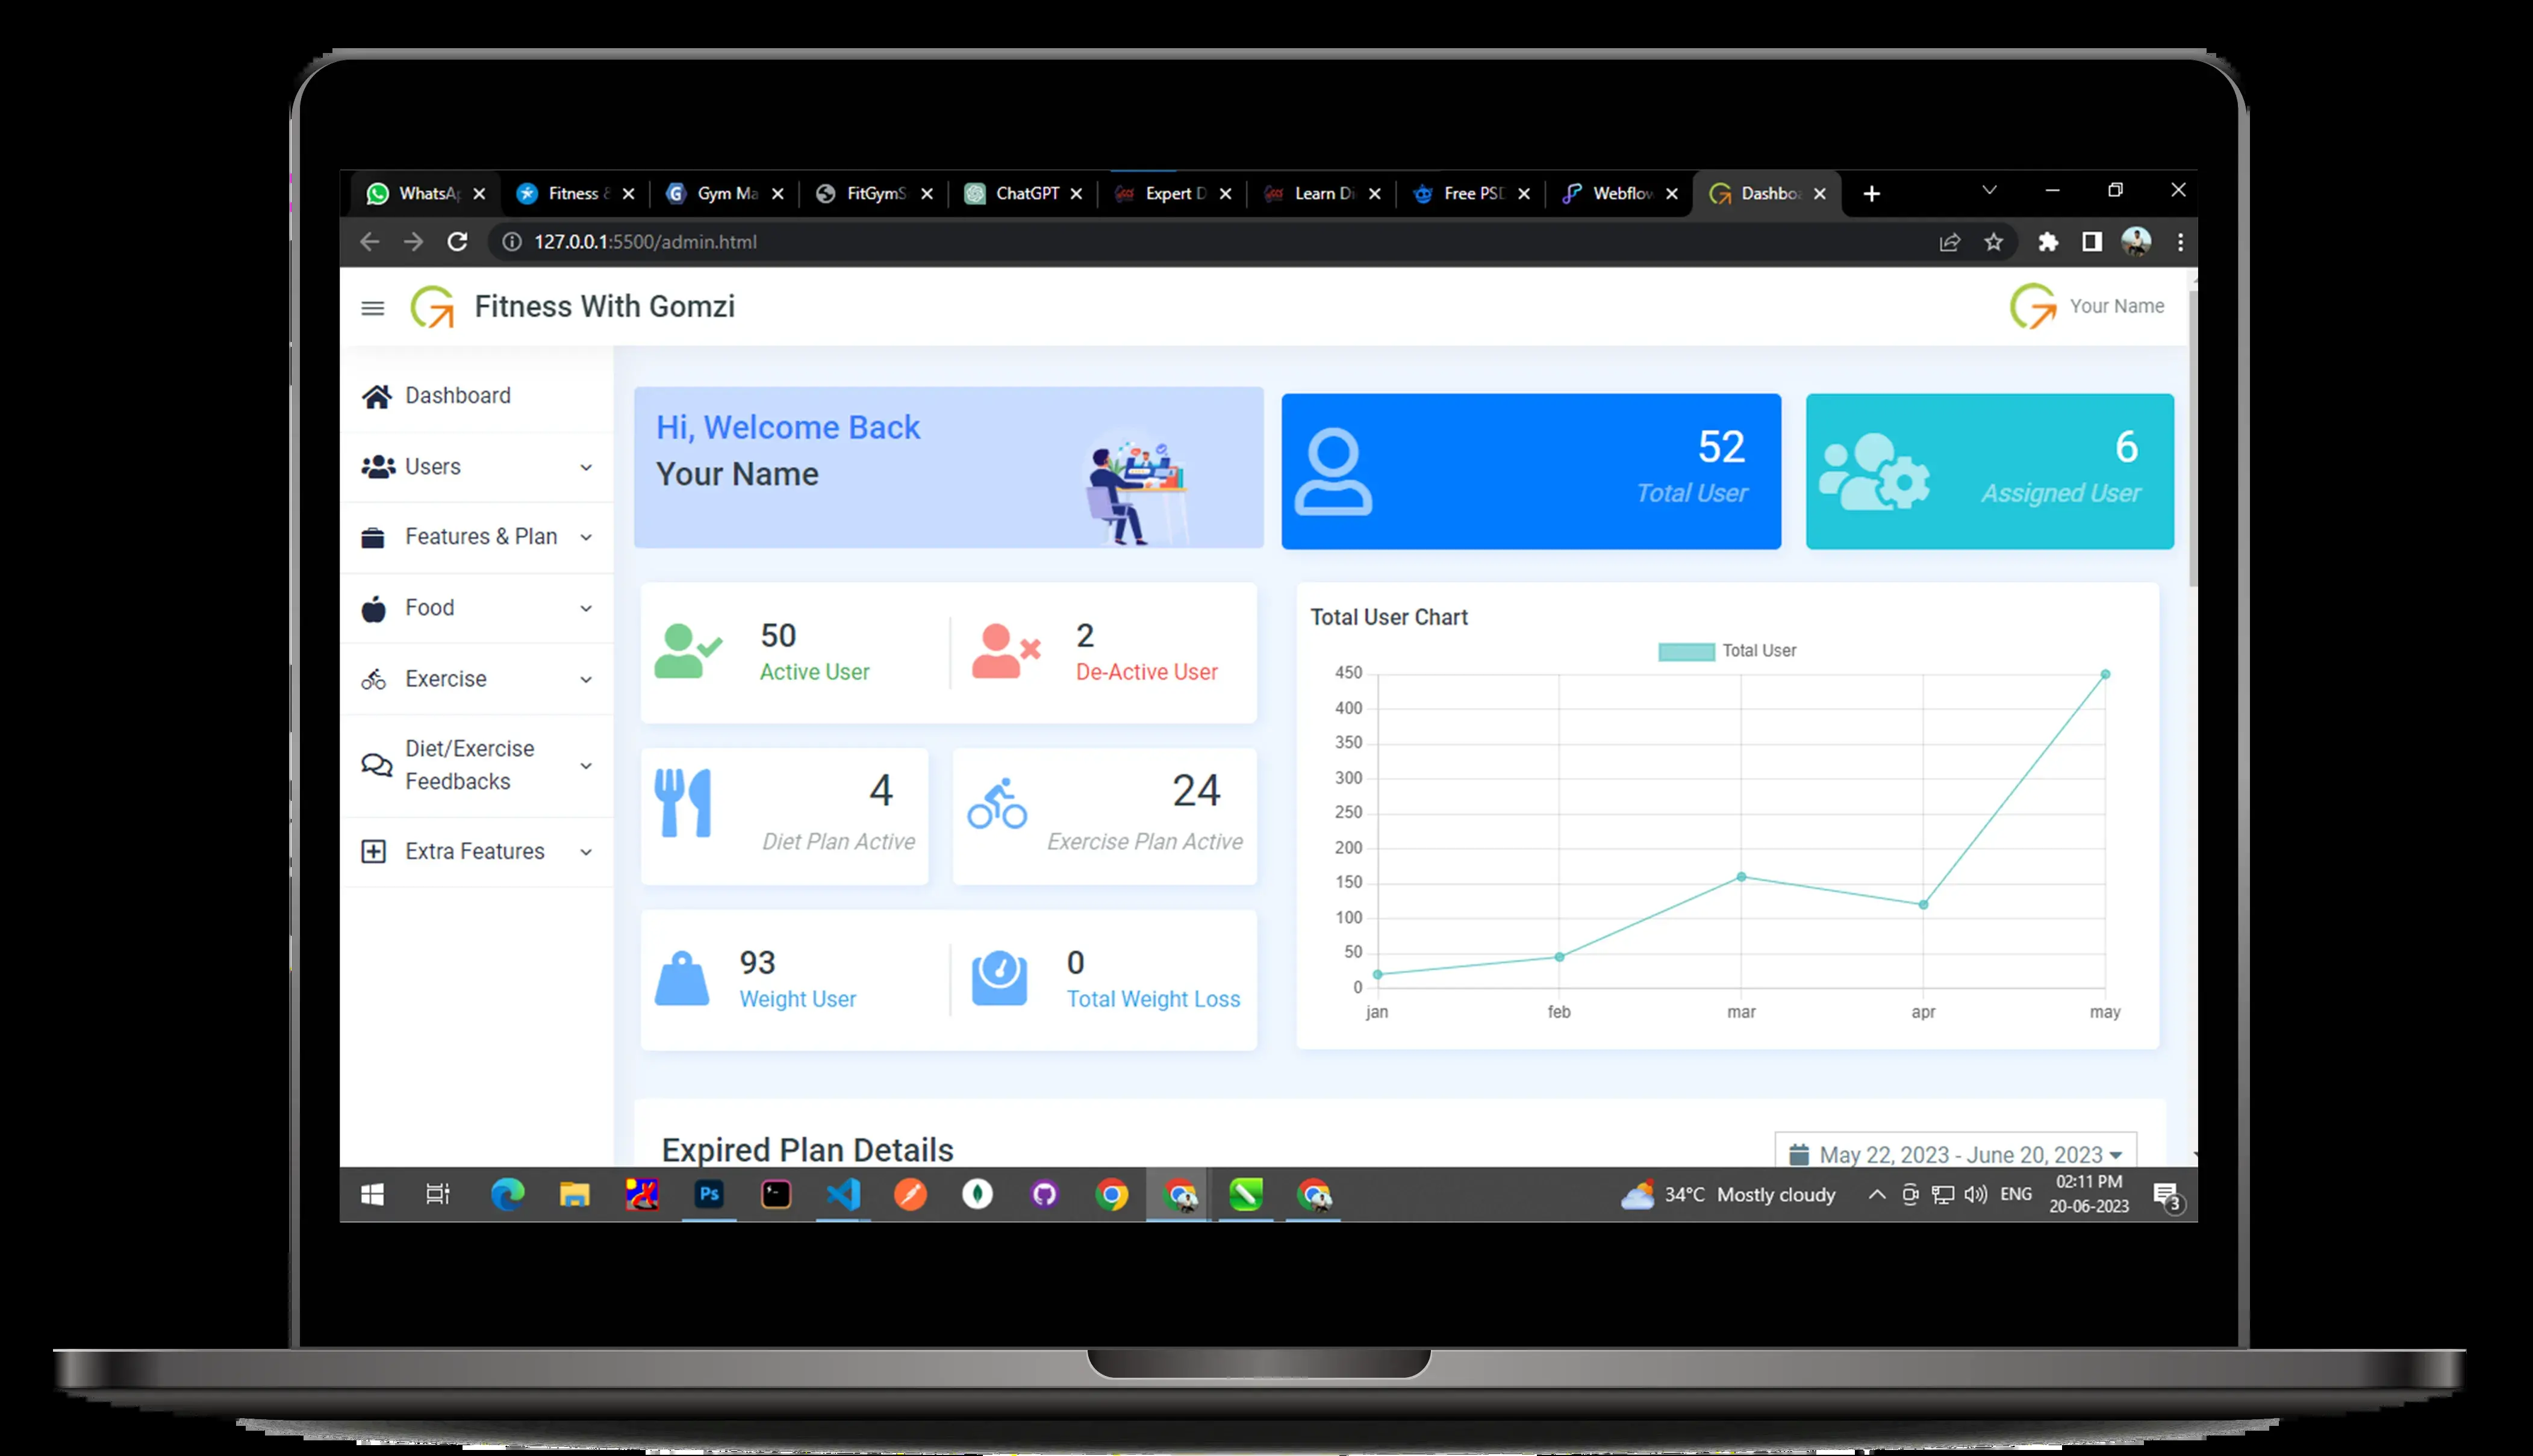 WhatsAp
Fitness &
Gym Ma
FitGymS
ChatGPT
Expert D
Learn Di
Free PSD
Webflow
Dashboa
127.0.0.1:5500/admin.html
Fitness With Gomzi
Your Name
Dashboard
Users
Features & Plan
Food
Exercise
Diet/Exercise
Feedbacks
Extra Features
Hi, Welcome Back
Your Name
52
Total User
6
Assigned User
50
Active User
2
De-Active User
4
Diet Plan Active
24
Exercise Plan Active
93
Weight User
0
Total Weight Loss
Total User Chart
Total User
450
400
350
300
250
200
150
100
50
0
jan feb mar apr may
Expired Plan Details
May 22, 2023 - June 20, 2023
Ps
34°C Mostly cloudy
ENG
02:11 PM
20-06-2023
3